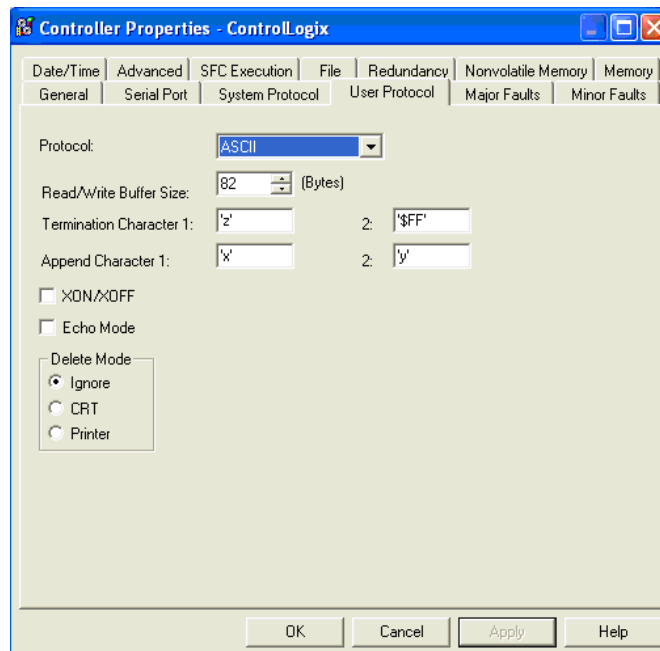 Controller Properties - ControlLogix
Date/Time Advanced SFC Execution File Redundancy Nonvolatile Memory Memory
General Serial Port System Protocol User Protocol Major Faults Minor Faults
Protocol: ASCII
Read/Write Buffer Size: 82 (Bytes)
Termination Character 1: 'z' 2: '$FF'
Append Character 1: 'x' 2: 'y'
XON/XOFF
Echo Mode
Delete Mode
Ignore
CRT
Printer
OK Cancel Apply Help